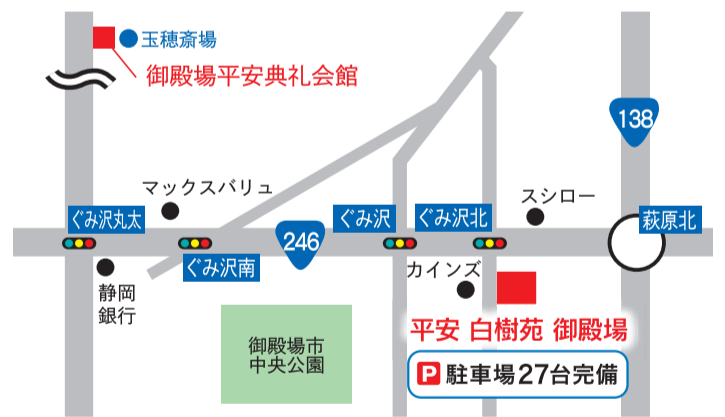 玉穂斎場
御殿場平安典礼会館
138
マックスバリュ
スシロー
ぐみ沢丸太
ぐみ沢
ぐみ沢北
萩原北
246
ぐみ沢南
カインズ
静岡
銀行
平安 白樹苑 御殿場
御殿場市
中央公園
P 駐車場27台完備